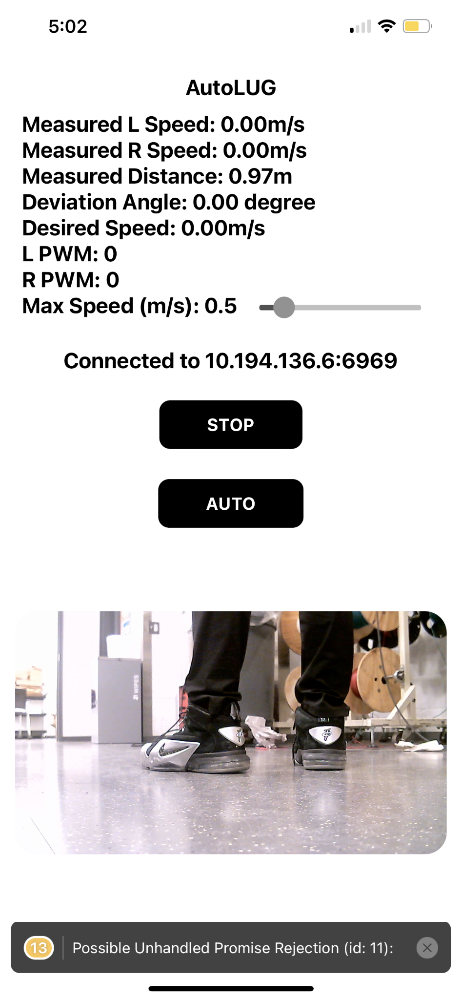 5:02
AutoLUG
Measured L Speed: 0.00m/s
Measured R Speed: 0.00m/s
Measured Distance: 0.97m
Deviation Angle: 0.00 degree
Desired Speed: 0.00m/s
L PWM: 0
R PWM: 0
Max Speed (m/s): 0.5
Connected to 10.194.136.6:6969
STOP
AUTO
WIPES
13 Possible Unhandled Promise Rejection (id: 11):